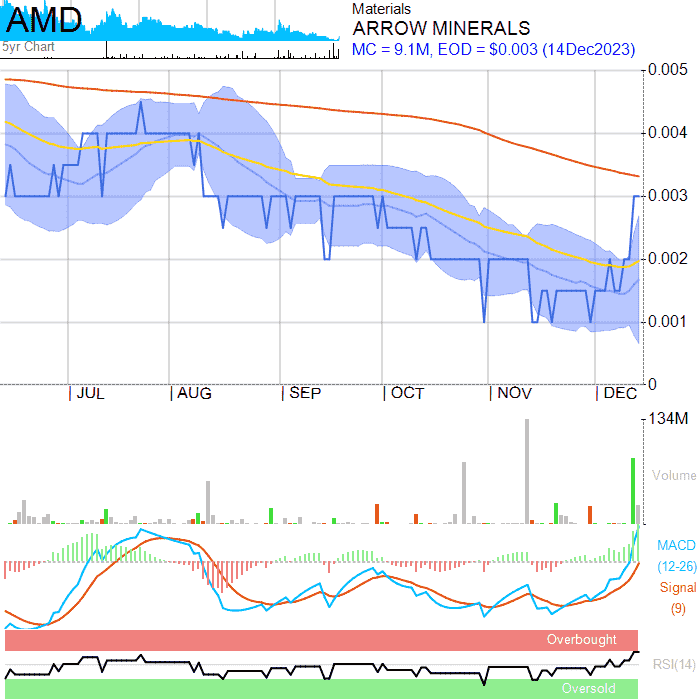 AMD
Materials
ARROW MINERALS
MC = 9.1M, EOD = $0.003 (14Dec2023)
5yr Chart
0.005
0.004
0.003
0.002
0.001
0
JUL AUG SEP OCT NOV DEC
134M
Volume
MACD
(12-26)
Signal
(9)
Overbought
RSI(14)
Oversold